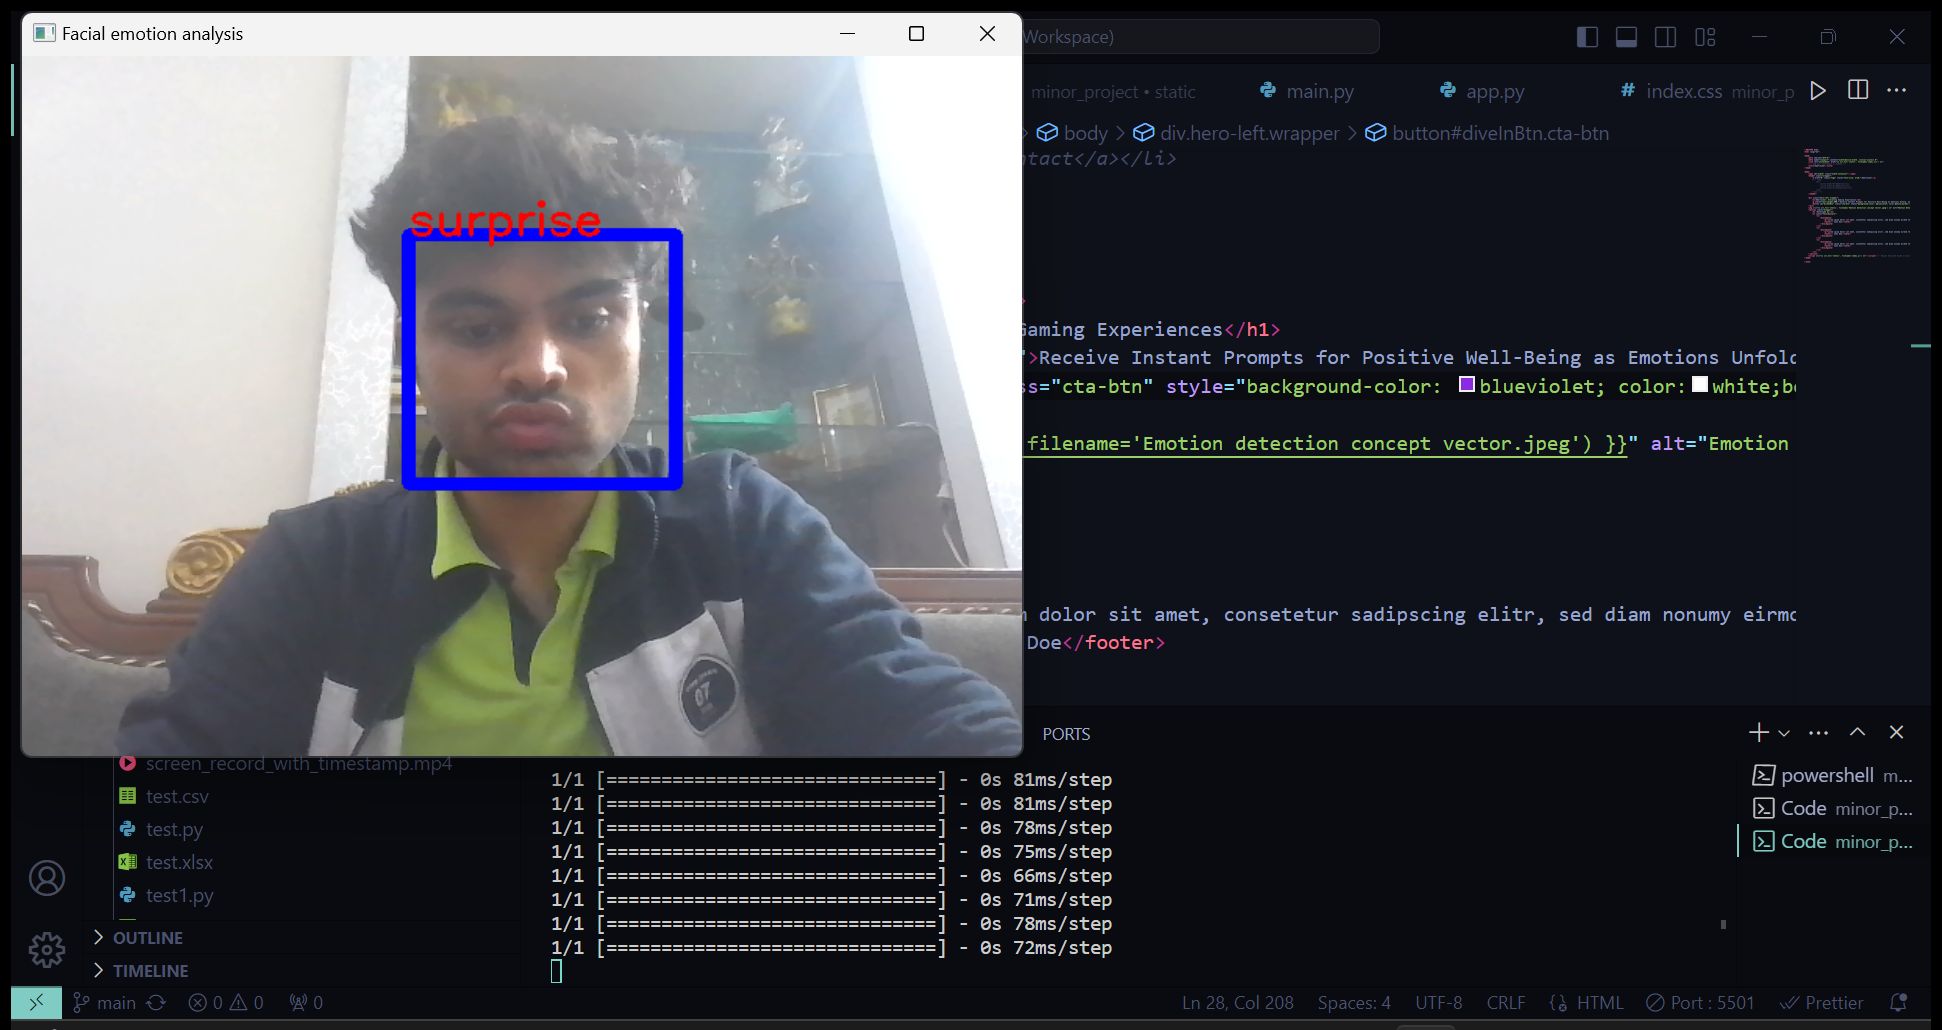 Facial emotion analysis
Workspace)
minor_project • static
main.py
app.py
# index.css minor_p
body > div.hero-left.wrapper > button#diveInBtn.cta-btn
ntact</a></li>
surprise
Gaming Experiences</h1>
">Receive Instant Prompts for Positive Well-Being as Emotions Unfold
ss="cta-btn" style="background-color: blueviolet; color: white;bo
filename='Emotion detection concept vector.jpeg') }}" alt="Emotion
dolor sit amet, consetetur sadipscing elitr, sed diam nonumy eirmo
Doe</footer>
07
PORTS
screen_record_with_timestamp.mp4
test.csv
test.py
test.xlsx
test1.py
OUTLINE
TIMELINE
1/1 [==============================] - 0s 81ms/step
1/1 [==============================] - 0s 81ms/step
1/1 [==============================] - 0s 78ms/step
1/1 [==============================] - 0s 75ms/step
1/1 [==============================] - 0s 66ms/step
1/1 [==============================] - 0s 71ms/step
1/1 [==============================] - 0s 78ms/step
1/1 [==============================] - 0s 72ms/step
powershell m...
Code minor_p...
Code minor_p...
main
0 0
0
Ln 28, Col 208
Spaces: 4
UTF-8
CRLF
HTML
Port : 5501
Prettier